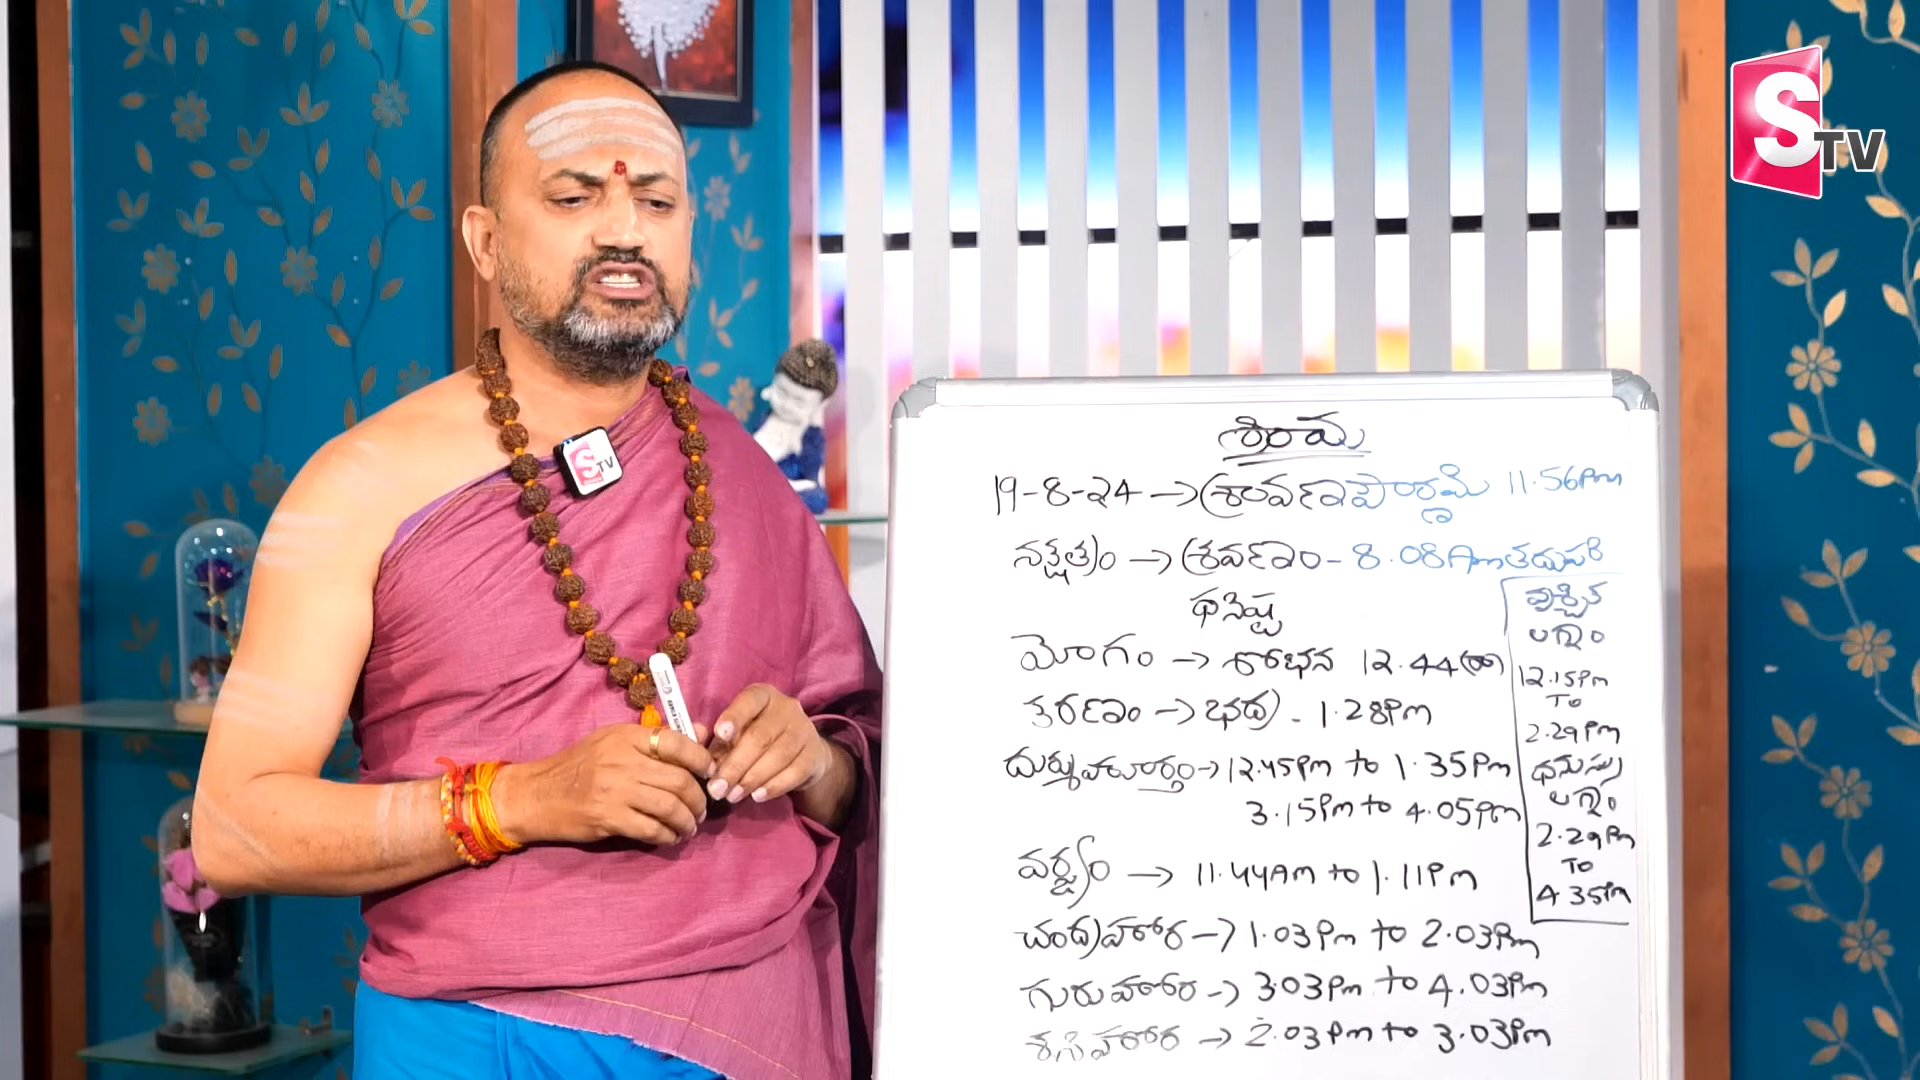 శ్రీరామ
19-8-24 → శ్రావణ పౌర్ణమి 11.56pm
నక్షత్రం → శ్రవణం - 8.08Am తదుపరి
ధనిష్ట
యోగం → శోభన 12.44(రా)
కరణం → భద్ర - 1.28Pm
దుర్ముహూర్తం → 12.45Pm to 1.35Pm
3.15Pm to 4.05Pm
వర్జ్యం → 11.44Am to 1.11Pm
చంద్రహోర → 1.03Pm to 2.03Pm
గురుహోర → 3.03Pm to 4.03Pm
శనిహోర → 2.03Pm to 3.03Pm
వృశ్చిక
లగ్నం
12.15Pm
To
2.29Pm
ధనుస్సు
లగ్నం
2.29Pm
To
4.35Pm
STV
STV